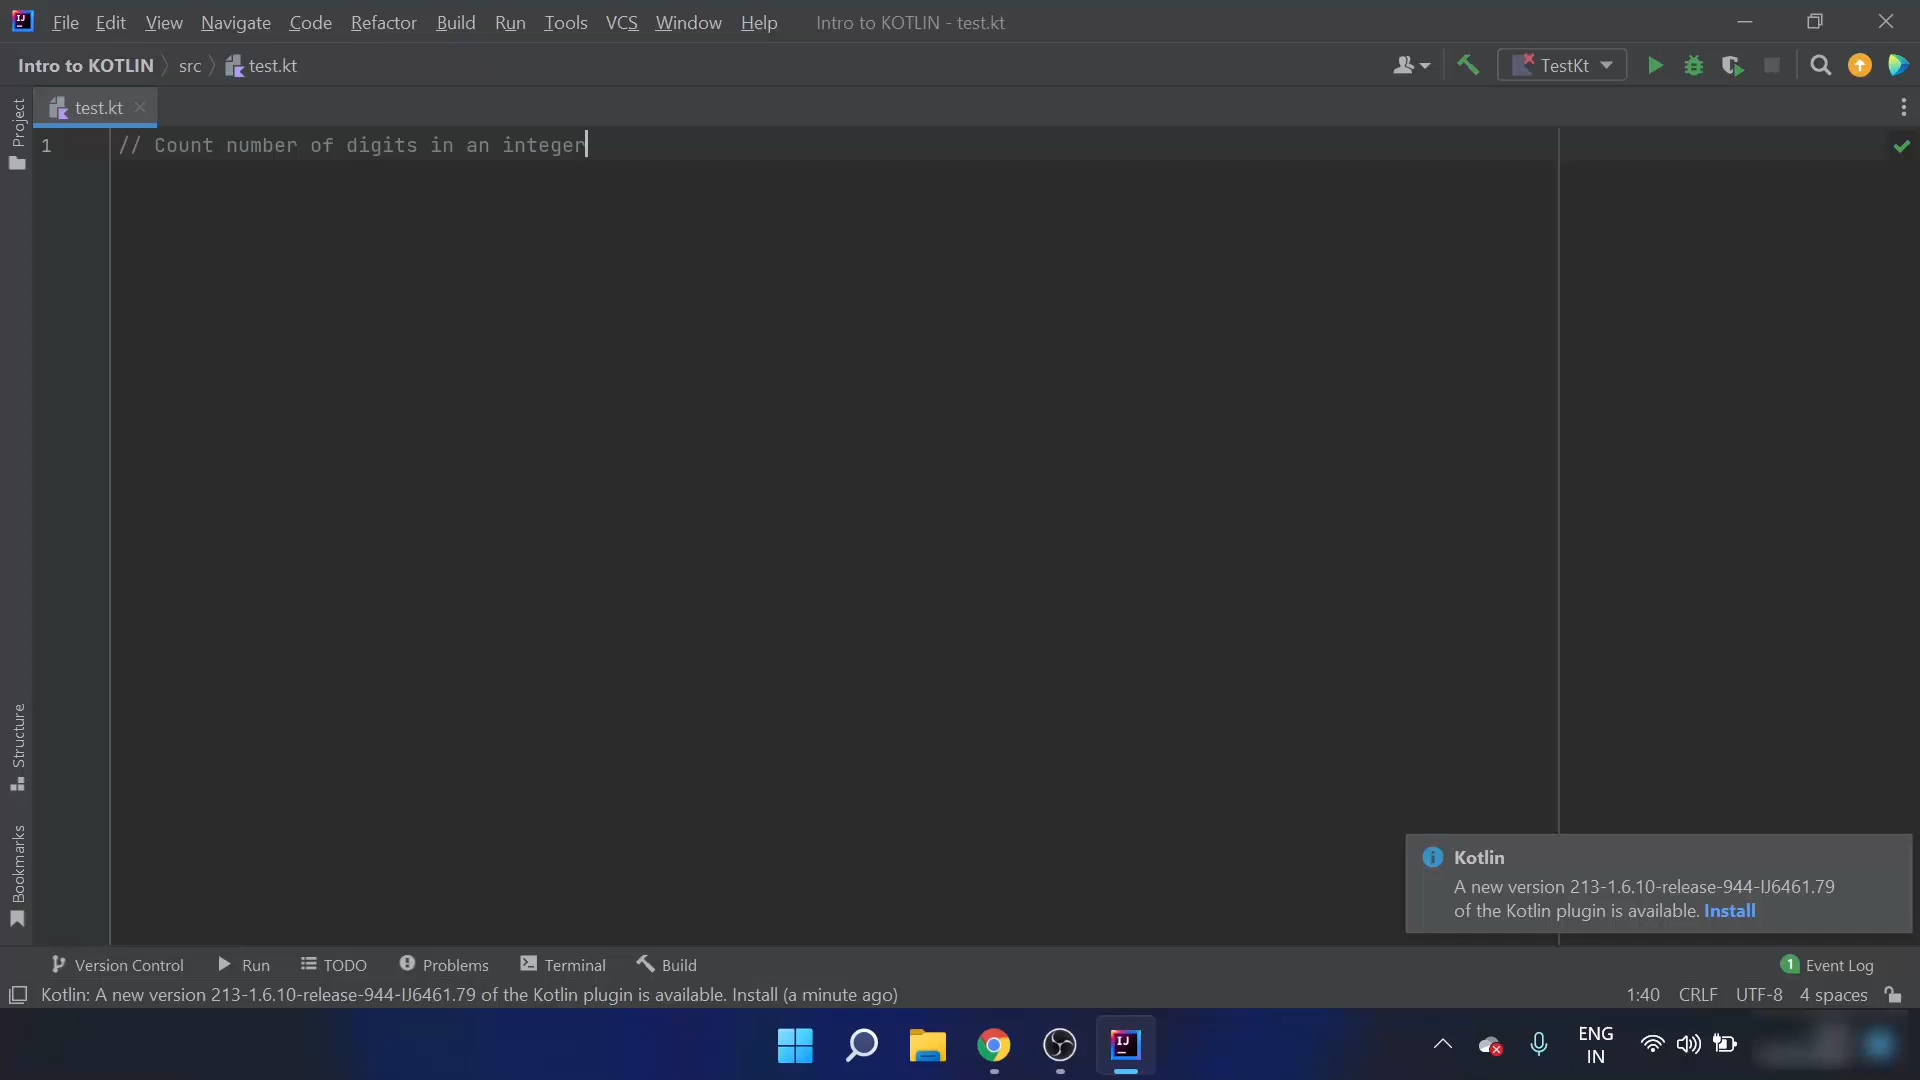 File Edit View Navigate Code Refactor Build Run Tools VCS Window Help Intro to KOTLIN - test.kt
Intro to KOTLIN src test.kt TestKt
test.kt
Project
1 // Count number of digits in an integer
Structure
Bookmarks
Kotlin
A new version 213-1.6.10-release-944-IJ6461.79
of the Kotlin plugin is available. Install
Version Control Run TODO Problems Terminal Build 1 Event Log
Kotlin: A new version 213-1.6.10-release-944-IJ6461.79 of the Kotlin plugin is available. Install (a minute ago) 1:40 CRLF UTF-8 4 spaces
ENG
IN